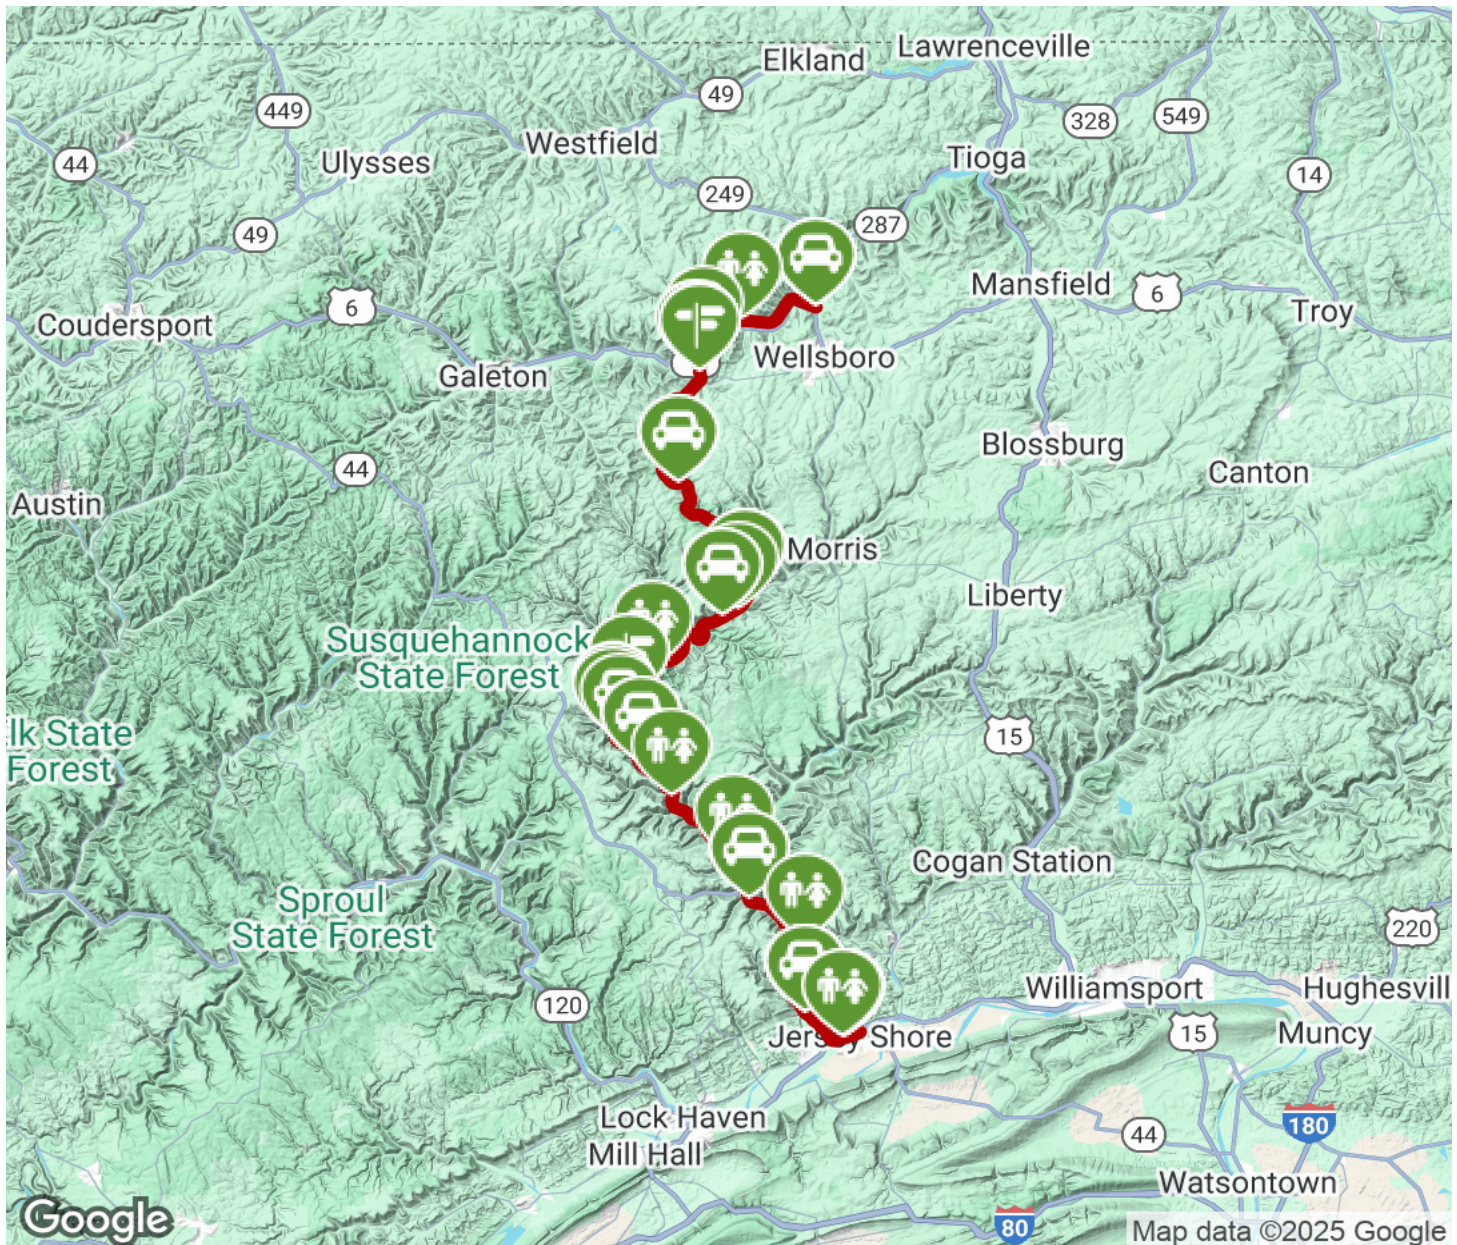 Elkland
Lawrenceville
49
449
328
549
Westfield
44
Ulysses
Tioga
14
249
287
49
Mansfield
6
6
Troy
Coudersport
Wellsboro
Galeton
Blossburg
44
Canton
Austin
Morris
Liberty
Susquehannock
State Forest
lk State
Forest
15
Cogan Station
Sproul
State Forest
220
120
Williamsport
Hughesvill
15
Muncy
Jersey Shore
Lock Haven
180
44
Mill Hall
Watsontown
80
Google
Map data ©2025 Google